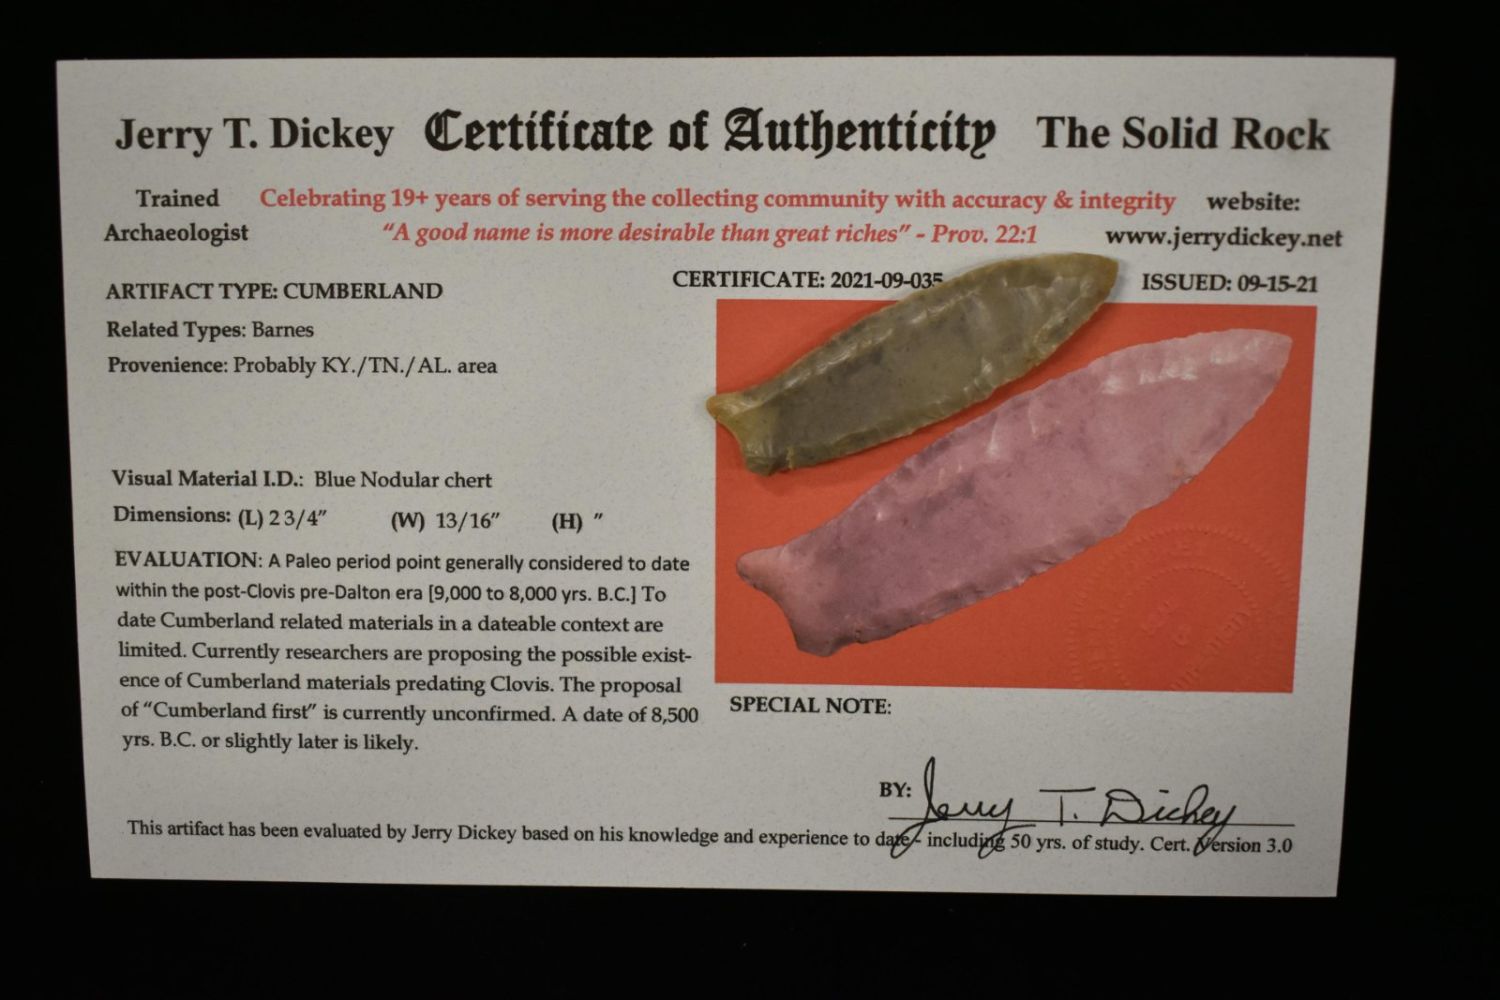 Jerry T. Dickey Certificate of Authenticity The Solid Rock
Trained Celebrating 19+ years of serving the collecting community with accuracy & integrity website:
Archaeologist "A good name is more desirable than great riches" - Prov. 22:1 www.jerrydickey.net
ARTIFACT TYPE: CUMBERLAND CERTIFICATE: 2021-09-035 ISSUED: 09-15-21
Related Types: Barnes
Provenience: Probably KY./TN./AL. area
Visual Material I.D.: Blue Nodular chert
Dimensions: (L) 2 3/4" (W) 13/16" (H) "
EVALUATION: A Paleo period point generally considered to date
within the post-Clovis pre-Dalton era [9,000 to 8,000 yrs. B.C.] To
date Cumberland related materials in a dateable context are
limited. Currently researchers are proposing the possible exist-
ence of Cumberland materials predating Clovis. The proposal
of "Cumberland first" is currently unconfirmed. A date of 8,500
yrs. B.C. or slightly later is likely.
SPECIAL NOTE:
BY: Jerry T. Dickey
This artifact has been evaluated by Jerry Dickey based on his knowledge and experience to date - including 50 yrs. of study. Cert. Version 3.0